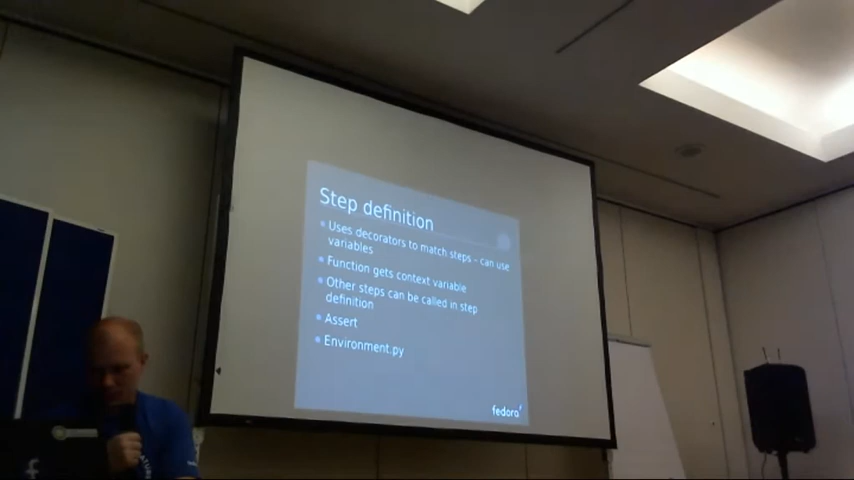 Step definition
Uses decorators to match steps – can use
variables
Function gets context variable
Other steps can be called in step
definition
Assert
Environment.py
fedora